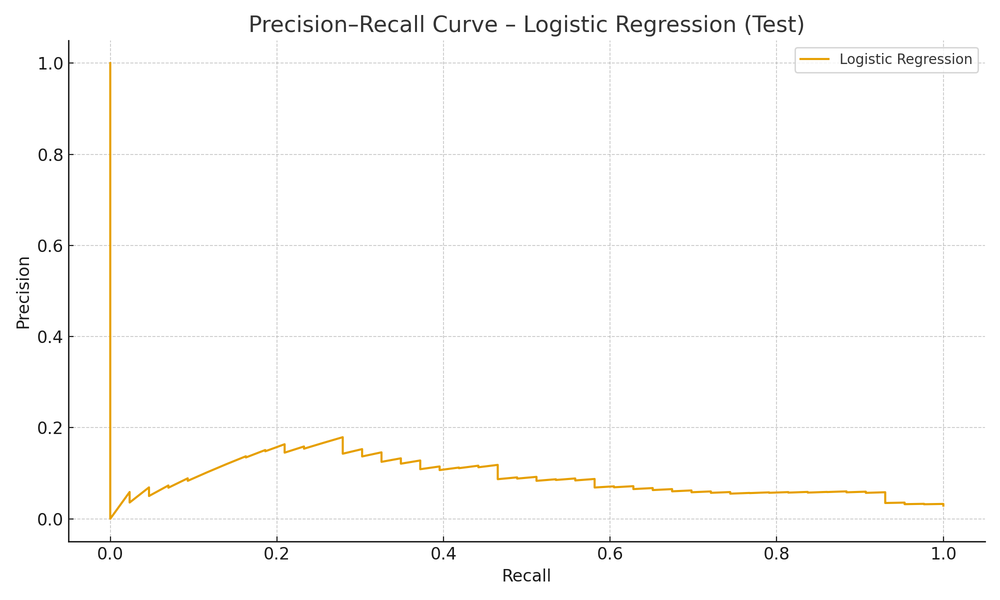 Precision–Recall Curve – Logistic Regression (Test)
Logistic Regression
Precision
1.0
0.8
0.6
0.4
0.2
0.0
0.0 0.2 0.4 0.6 0.8 1.0
Recall